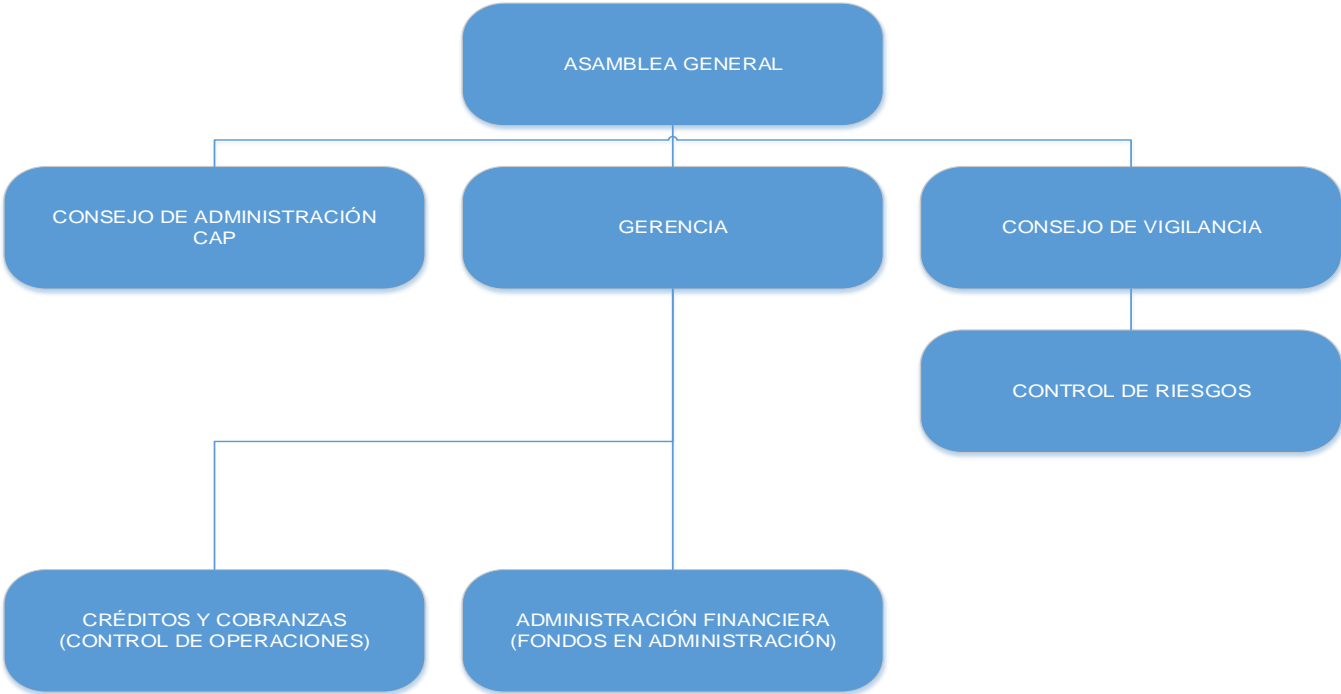 ASAMBLEA GENERAL
CONSEJO DE ADMINISTRACIÓN
CAP
GERENCIA
CONSEJO DE VIGILANCIA
CONTROL DE RIESGOS
CRÉDITOS Y COBRANZAS
(CONTROL DE OPERACIONES)
ADMINISTRACIÓN FINANCIERA
(FONDOS EN ADMINISTRACIÓN)